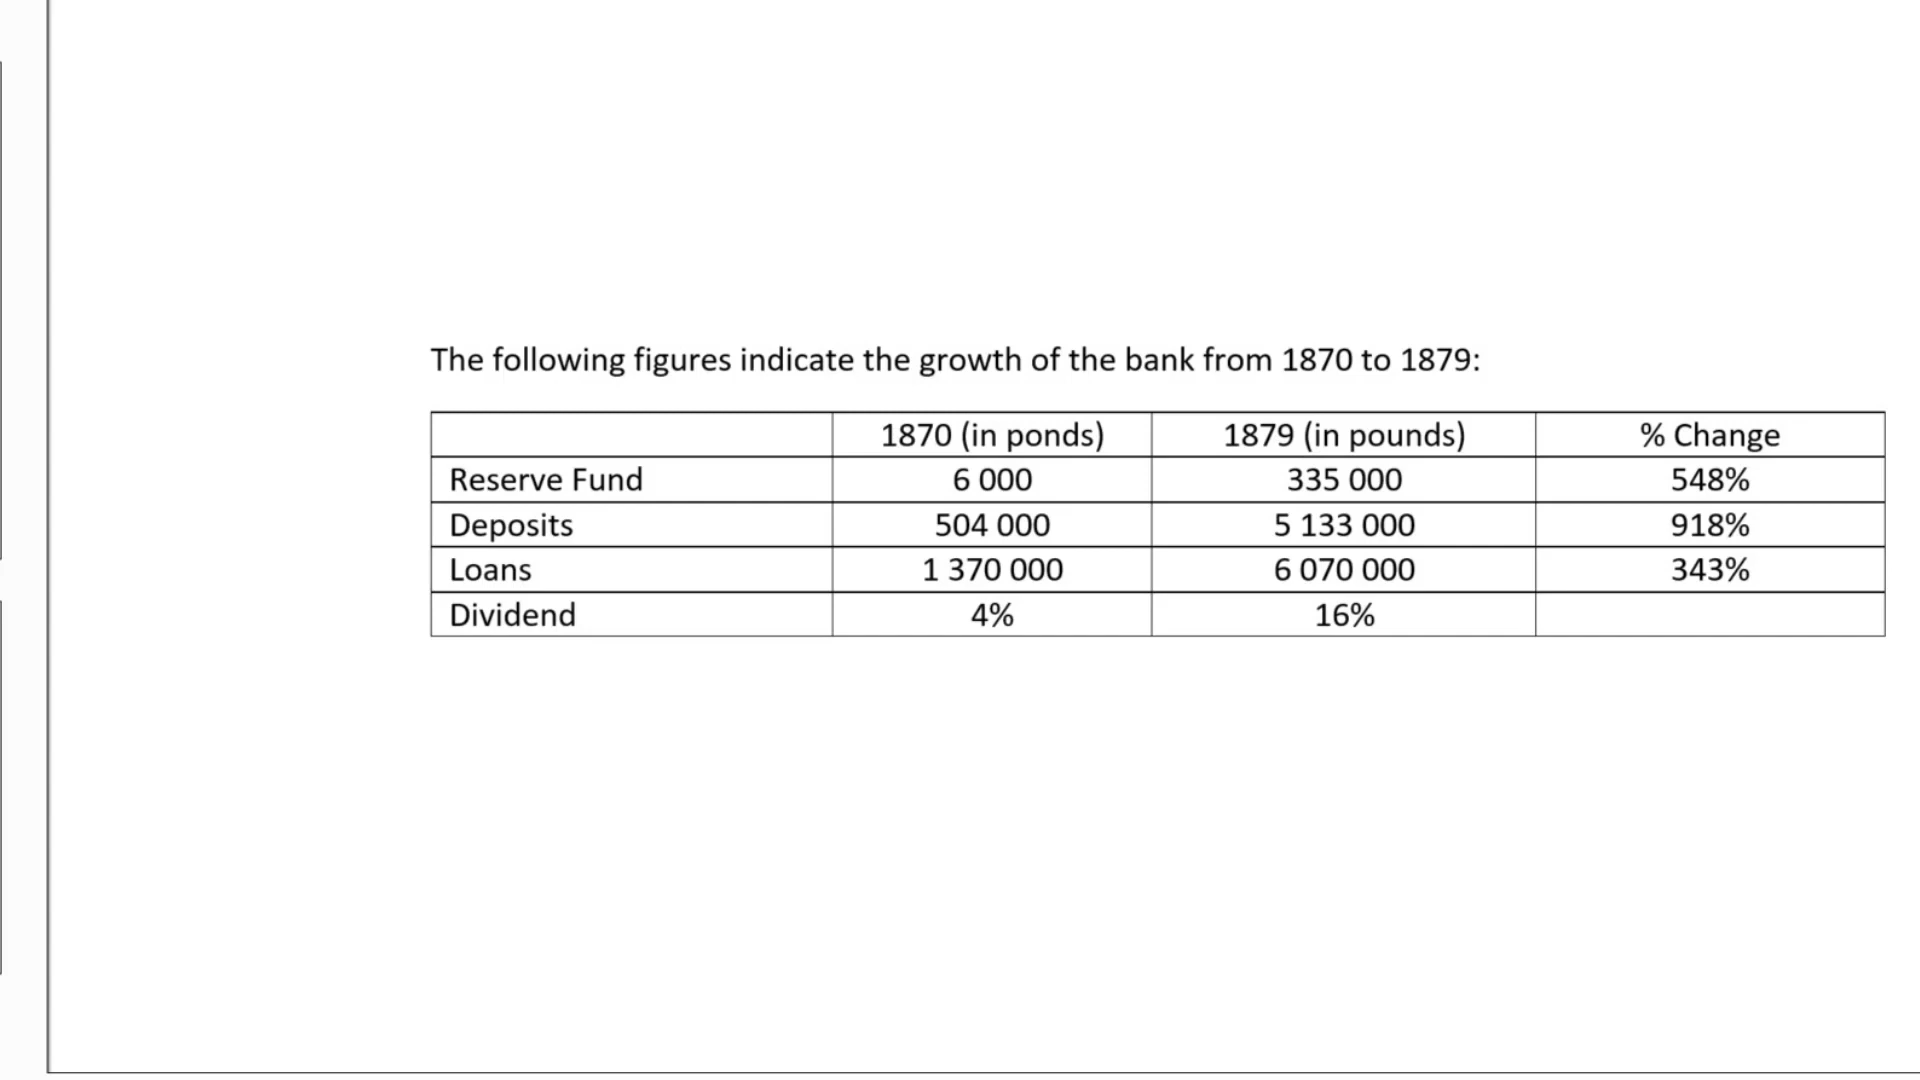 The following figures indicate the growth of the bank from 1870 to 1879:
1870 (in ponds) 1879 (in pounds) % Change
Reserve Fund 6 000 335 000 548%
Deposits 504 000 5 133 000 918%
Loans 1 370 000 6 070 000 343%
Dividend 4% 16%